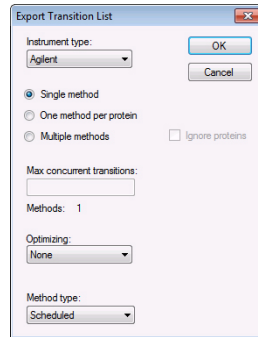 Export Transition List
Instrument type:
Agilent
OK
Cancel
Single method
One method per protein
Multiple methods
Ignore proteins
Max concurrent transitions:
Methods: 1
Optimizing:
None
Method type:
Scheduled